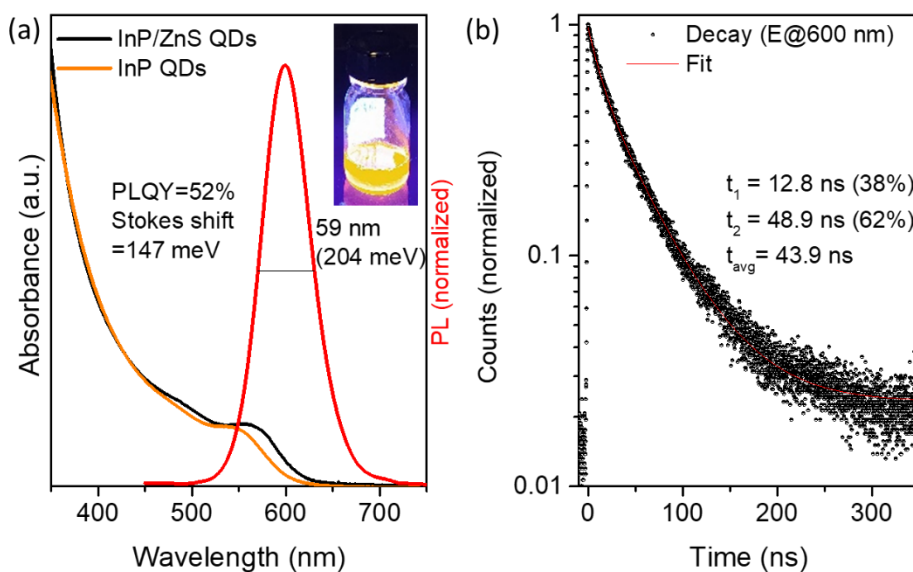 (a)
InP/ZnS QDs
InP QDs
PLQY=52%
Stokes shift
=147 meV
59 nm
(204 meV)
Absorbance (a.u.)
PL (normalized)
400 500 600 700
Wavelength (nm)
(b)
Decay (E@600 nm)
Fit
t₁ = 12.8 ns (38%)
t₂ = 48.9 ns (62%)
tavg= 43.9 ns
Counts (normalized)
1
0.1
0.01
0 100 200 300
Time (ns)